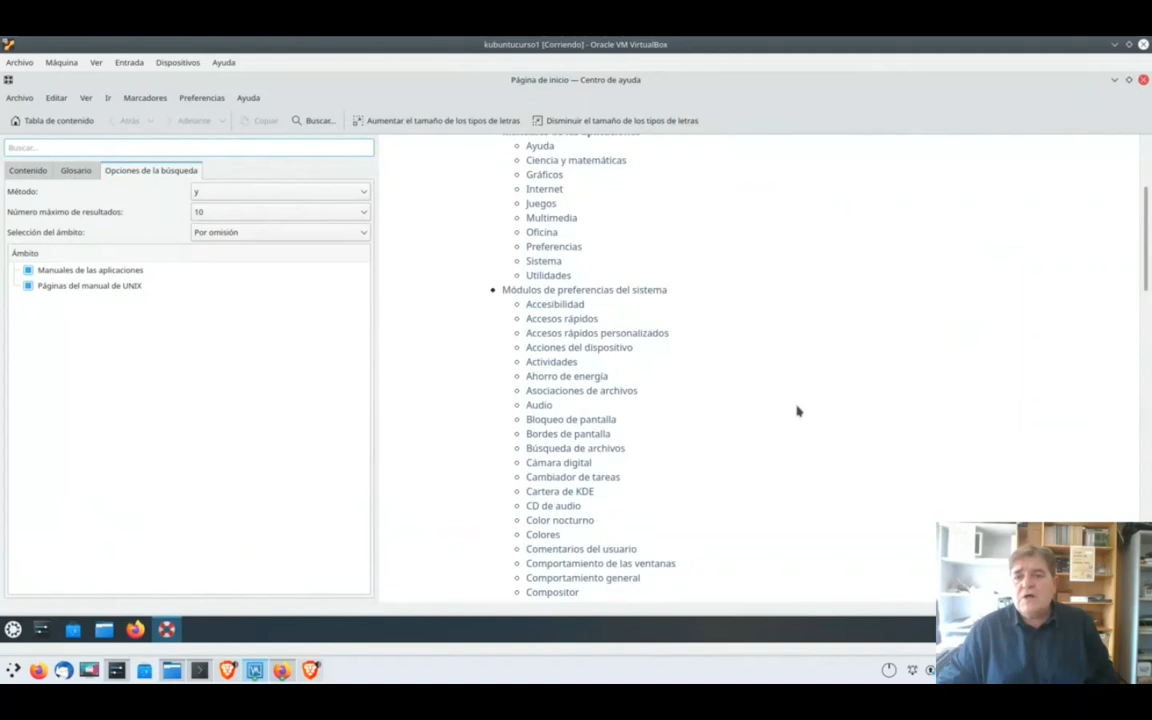 kubuntucurso1 [Corriendo] - Oracle VM VirtualBox
Archivo Máquina Ver Entrada Dispositivos Ayuda
Página de inicio — Centro de ayuda
Archivo Editar Ver Ir Marcadores Preferencias Ayuda
Tabla de contenido Atrás Adelante Copiar Buscar... Aumentar el tamaño de los tipos de letras Disminuir el tamaño de los tipos de letras
Buscar...
Contenido Glosario Opciones de la búsqueda
Método: y
Número máximo de resultados: 10
Selección del ámbito: Por omisión
Ámbito
Manuales de las aplicaciones
Páginas del manual de UNIX
Manuales de las aplicaciones
Ayuda
Ciencia y matemáticas
Gráficos
Internet
Juegos
Multimedia
Oficina
Preferencias
Sistema
Utilidades
Módulos de preferencias del sistema
Accesibilidad
Accesos rápidos
Accesos rápidos personalizados
Acciones del dispositivo
Actividades
Ahorro de energía
Asociaciones de archivos
Audio
Bloqueo de pantalla
Bordes de pantalla
Búsqueda de archivos
Cámara digital
Cambiador de tareas
Cartera de KDE
CD de audio
Color nocturno
Colores
Comentarios del usuario
Comportamiento de las ventanas
Comportamiento general
Compositor